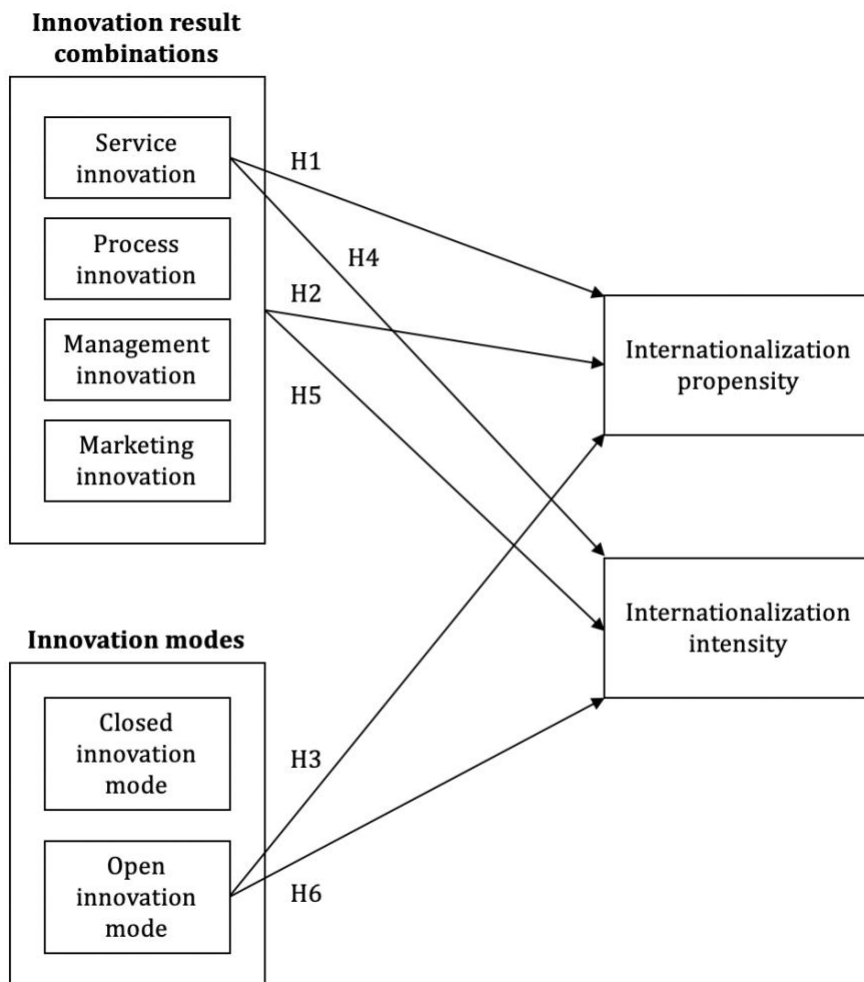 Innovation result
combinations
Service
innovation
Process
innovation
Management
innovation
Marketing
innovation
H1
H4
H2
H5
Internationalization
propensity
Internationalization
intensity
Innovation modes
Closed
innovation
mode
Open
innovation
mode
H3
H6